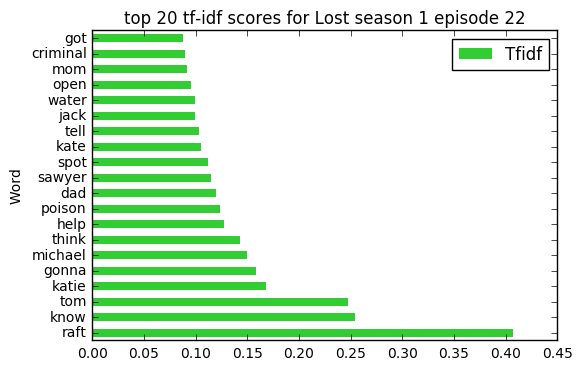 top 20 tf-idf scores for Lost season 1 episode 22
Tfidf
Word
got
criminal
mom
open
water
jack
tell
kate
spot
sawyer
dad
poison
help
think
michael
gonna
katie
tom
know
raft
0.00 0.05 0.10 0.15 0.20 0.25 0.30 0.35 0.40 0.45